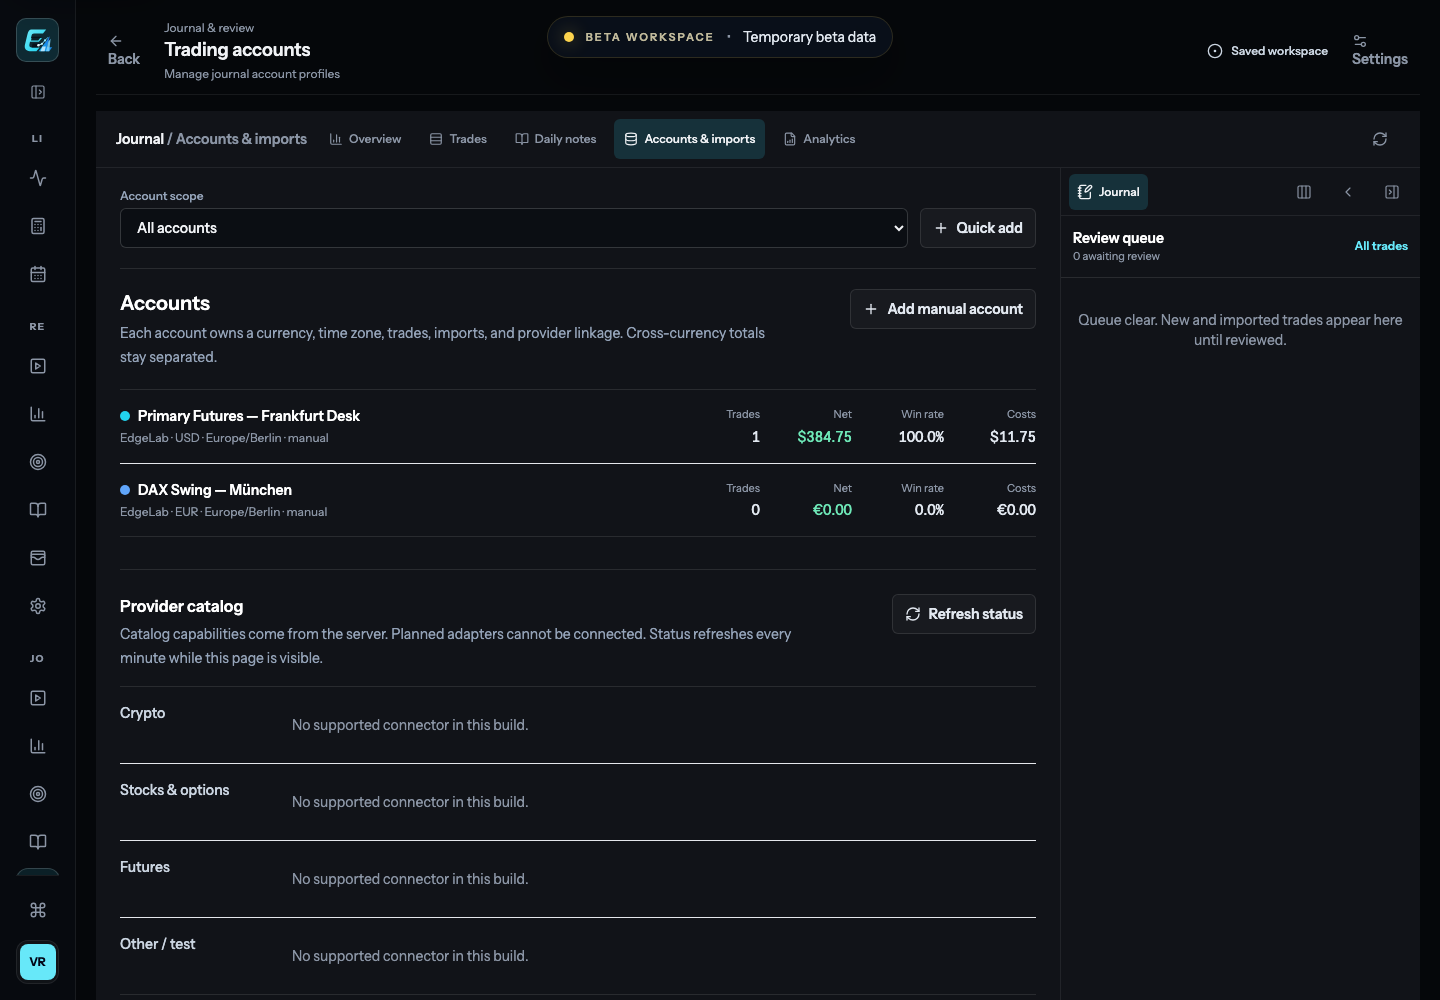 Back
Journal & review
Trading accounts
Manage journal account profiles
BETA WORKSPACE · Temporary beta data
Saved workspace
Settings
LI
RE
JO
VR
Journal / Accounts & imports
Overview
Trades
Daily notes
Accounts & imports
Analytics
Account scope
All accounts
Quick add
Accounts
Each account owns a currency, time zone, trades, imports, and provider linkage. Cross-currency totals
stay separated.
Add manual account
Primary Futures — Frankfurt Desk
EdgeLab · USD · Europe/Berlin · manual
Trades Net Win rate Costs
1 $384.75 100.0% $11.75
DAX Swing — München
EdgeLab · EUR · Europe/Berlin · manual
Trades Net Win rate Costs
0 €0.00 0.0% €0.00
Provider catalog
Catalog capabilities come from the server. Planned adapters cannot be connected. Status refreshes every
minute while this page is visible.
Refresh status
Crypto
No supported connector in this build.
Stocks & options
No supported connector in this build.
Futures
No supported connector in this build.
Other / test
No supported connector in this build.
Journal
Review queue
0 awaiting review
All trades
Queue clear. New and imported trades appear here
until reviewed.